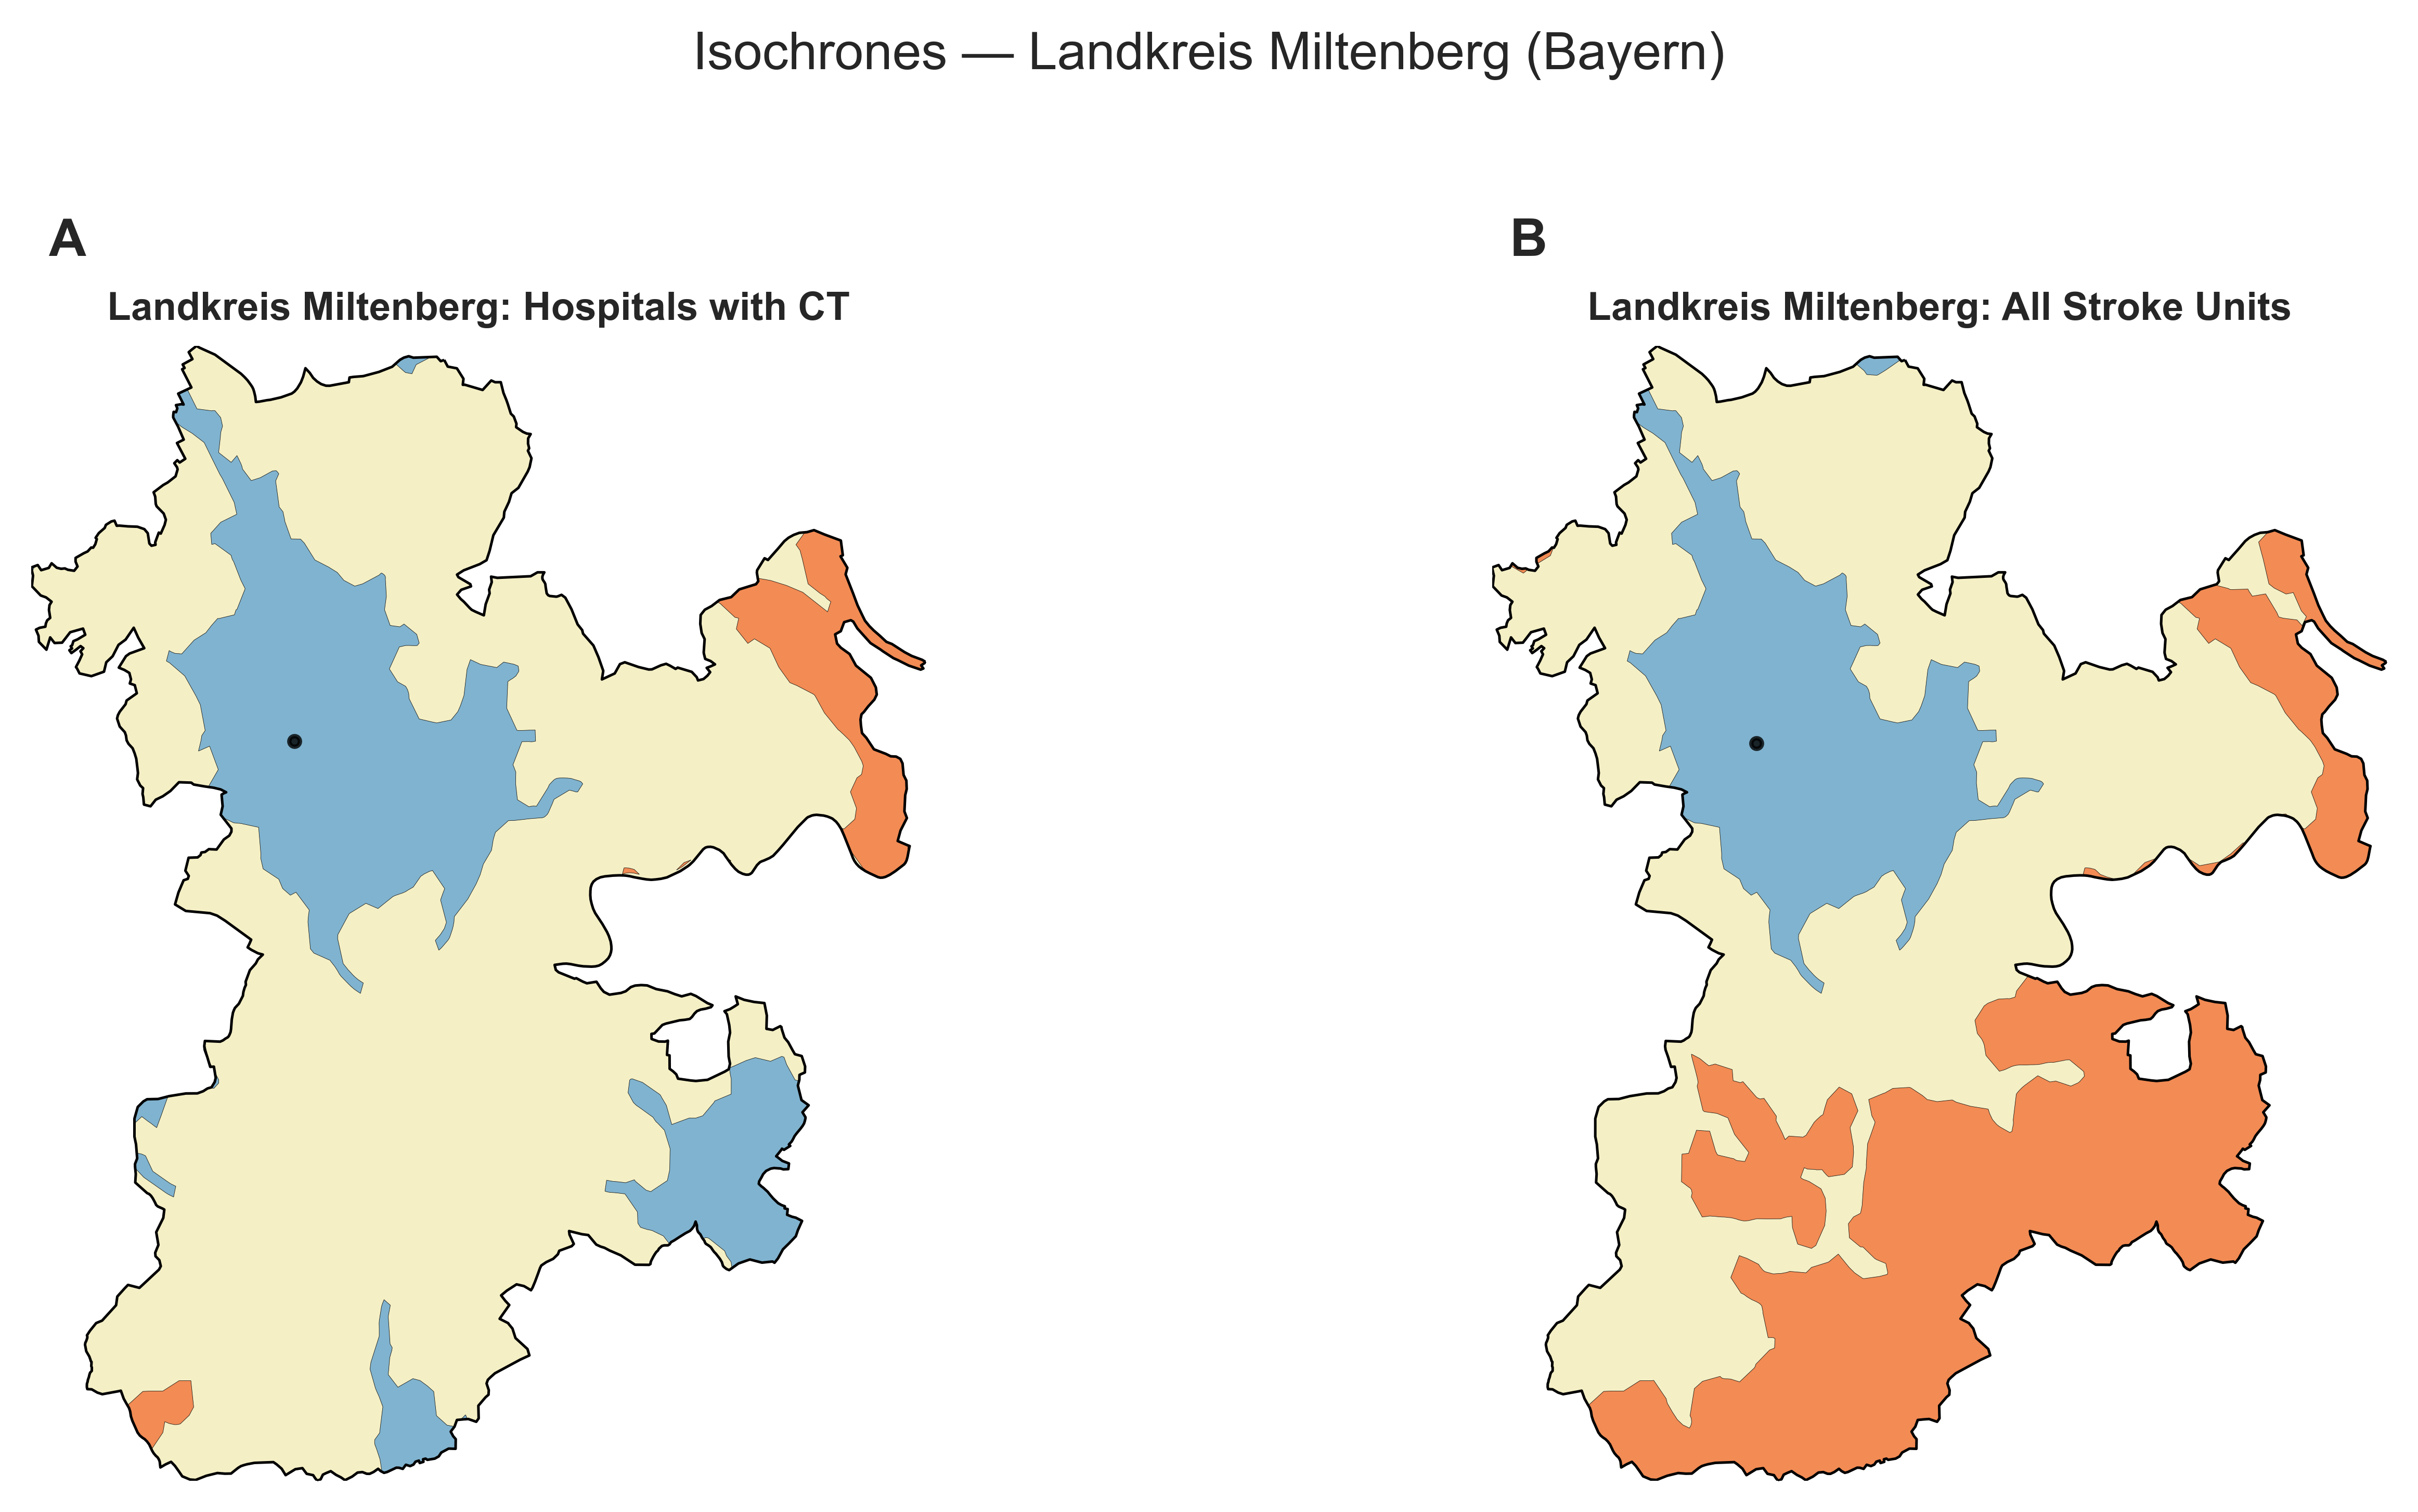 Isochrones — Landkreis Miltenberg (Bayern)
A
Landkreis Miltenberg: Hospitals with CT
B
Landkreis Miltenberg: All Stroke Units